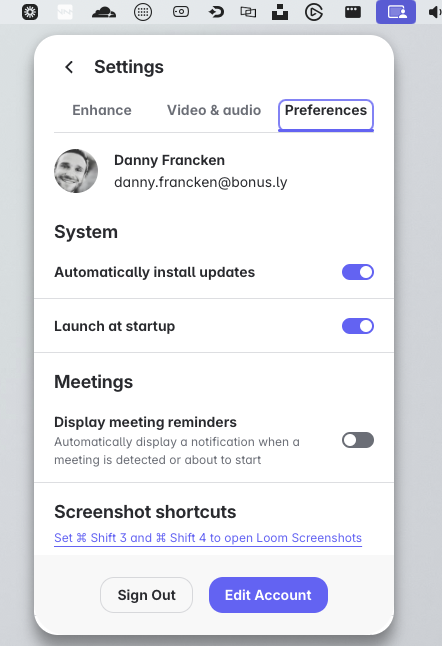 Settings
Enhance
Video & audio
Preferences
Danny Francken
danny.francken@bonus.ly
System
Automatically install updates
Launch at startup
Meetings
Display meeting reminders
Automatically display a notification when a
meeting is detected or about to start
Screenshot shortcuts
Set ⌘ Shift 3 and ⌘ Shift 4 to open Loom Screenshots
Sign Out
Edit Account